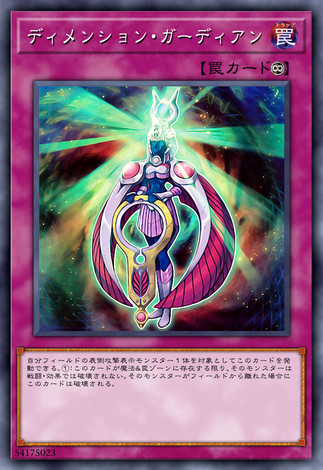 ディメンション・ガーディアン
トラップ
罠
【罠カード】
自分フィールドの表側攻撃表示モンスター1体を対象としてこのカードを発
動できる。①:このカードが魔法&罠ゾーンに存在する限り、そのモンスターは
戦闘・効果では破壊されない。そのモンスターがフィールドから離れた場合に
このカードは破壊される。
54175023